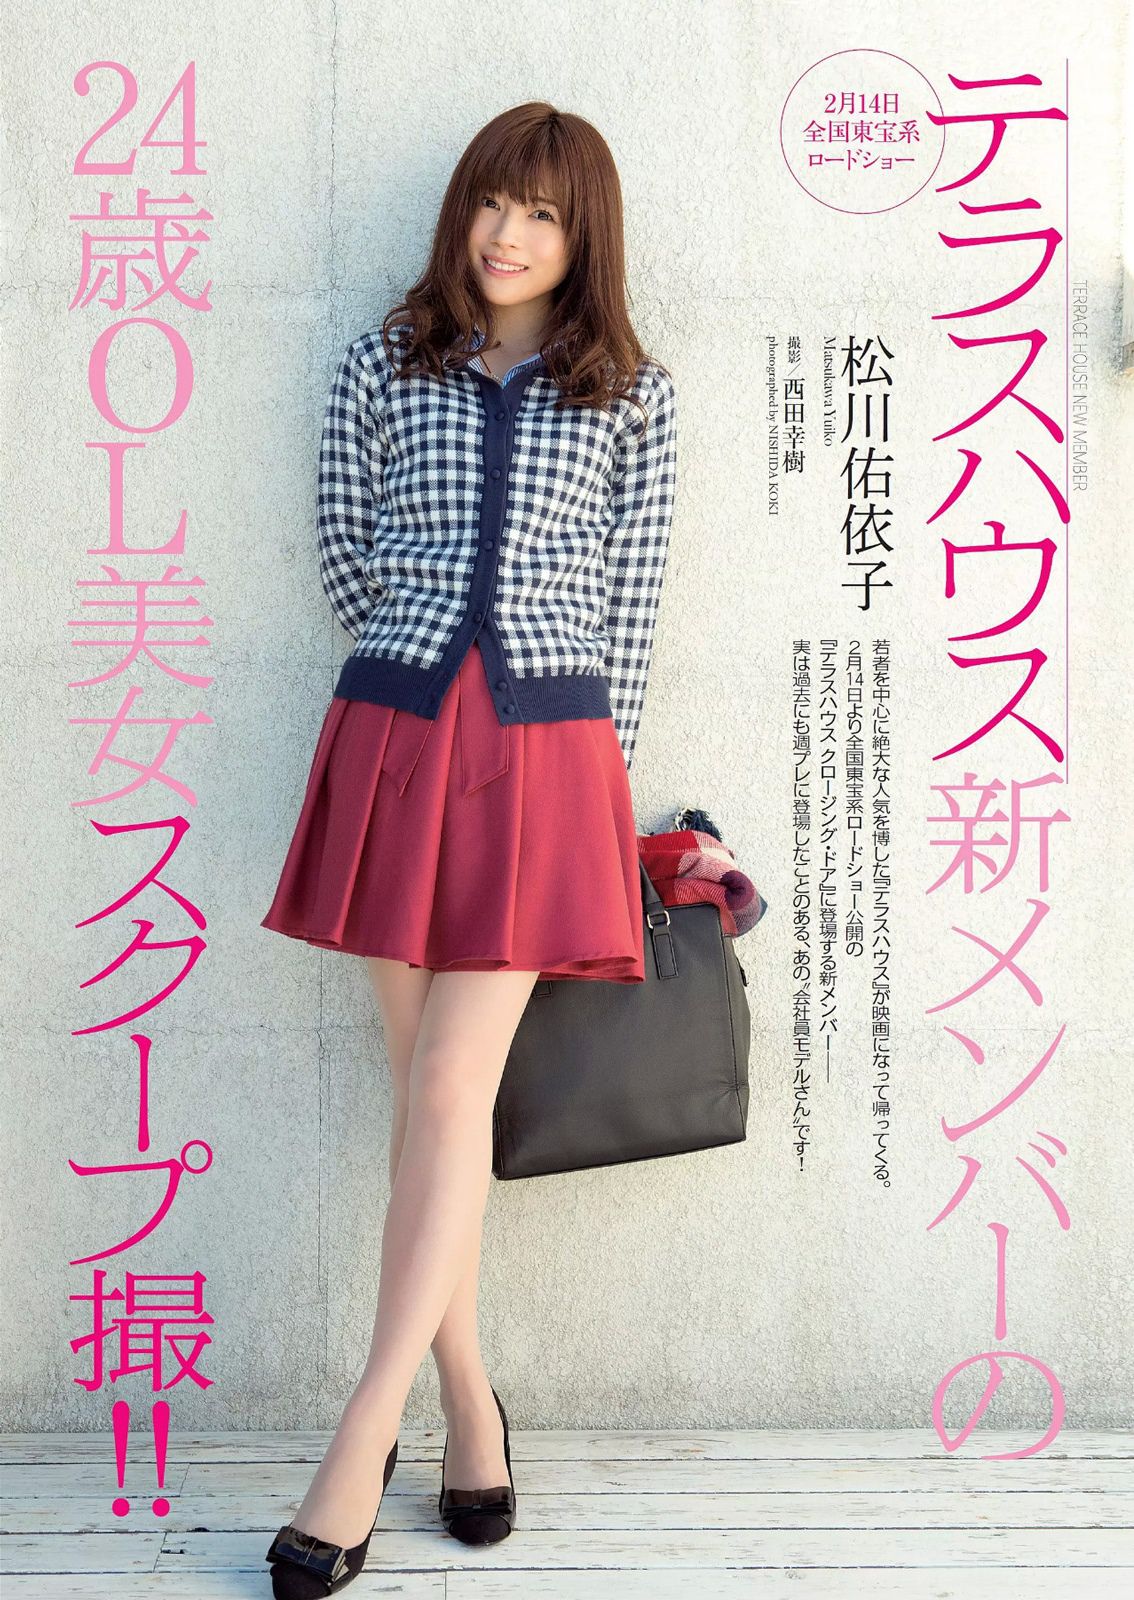 テラスハウス新メンバーの
TERRACE HOUSE NEW MEMBER
2月14日
全国東宝系
ロードショー
松川佑依子
Matsukawa Yuiko
撮影／西田幸樹
photographed by NISHIDA KOKI
若者を中心に絶大な人気を博した『テラスハウス』が映画になって帰ってくる。
2月14日より全国東宝系ロードショー公開の
『テラスハウス クロージング・ドア』に登場する新メンバー――
実は過去にも週プレに登場したことのある、あの“会社員モデルさん”です！
24歳OL美女スクープ撮!!